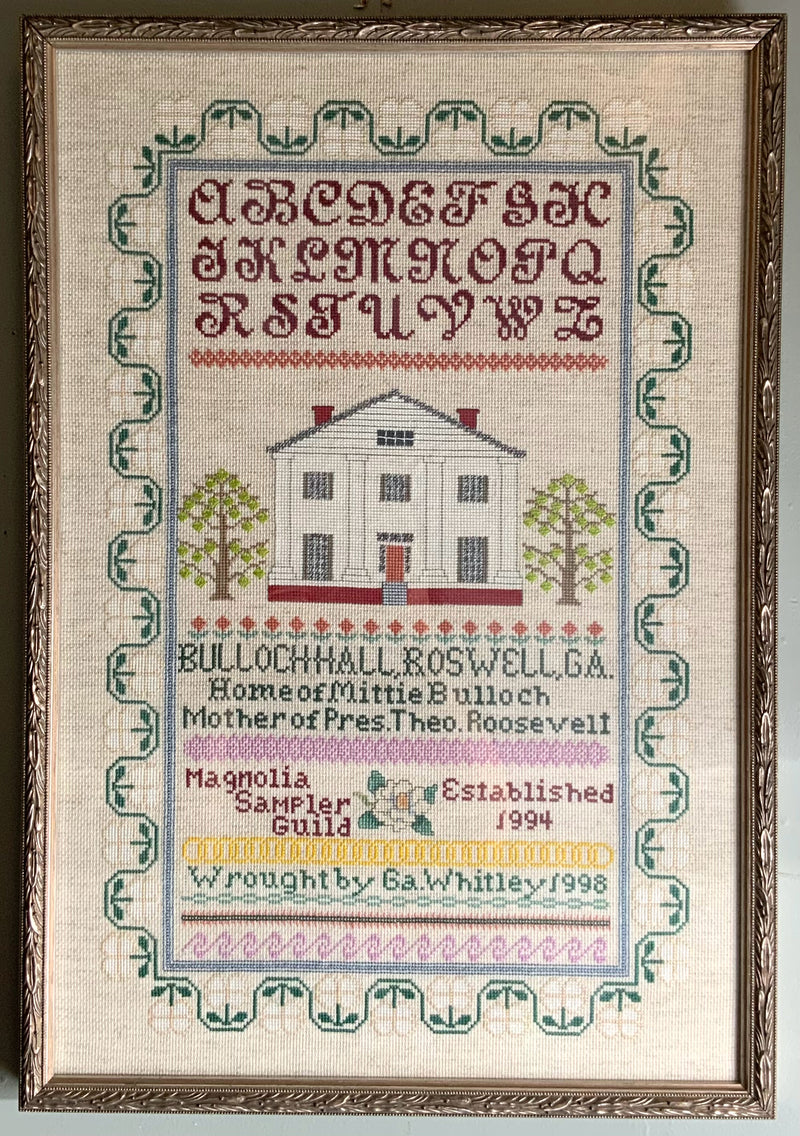 ABCDEFGH
IKLMNOPQ
RSTUVWZ
BULLOCH HALL, ROSWELL, GA.
Home of Mittie Bulloch
Mother of Pres. Theo. Roosevelt
Magnolia Sampler Guild
Established 1994
Wrought by Ga. Whitley 1998